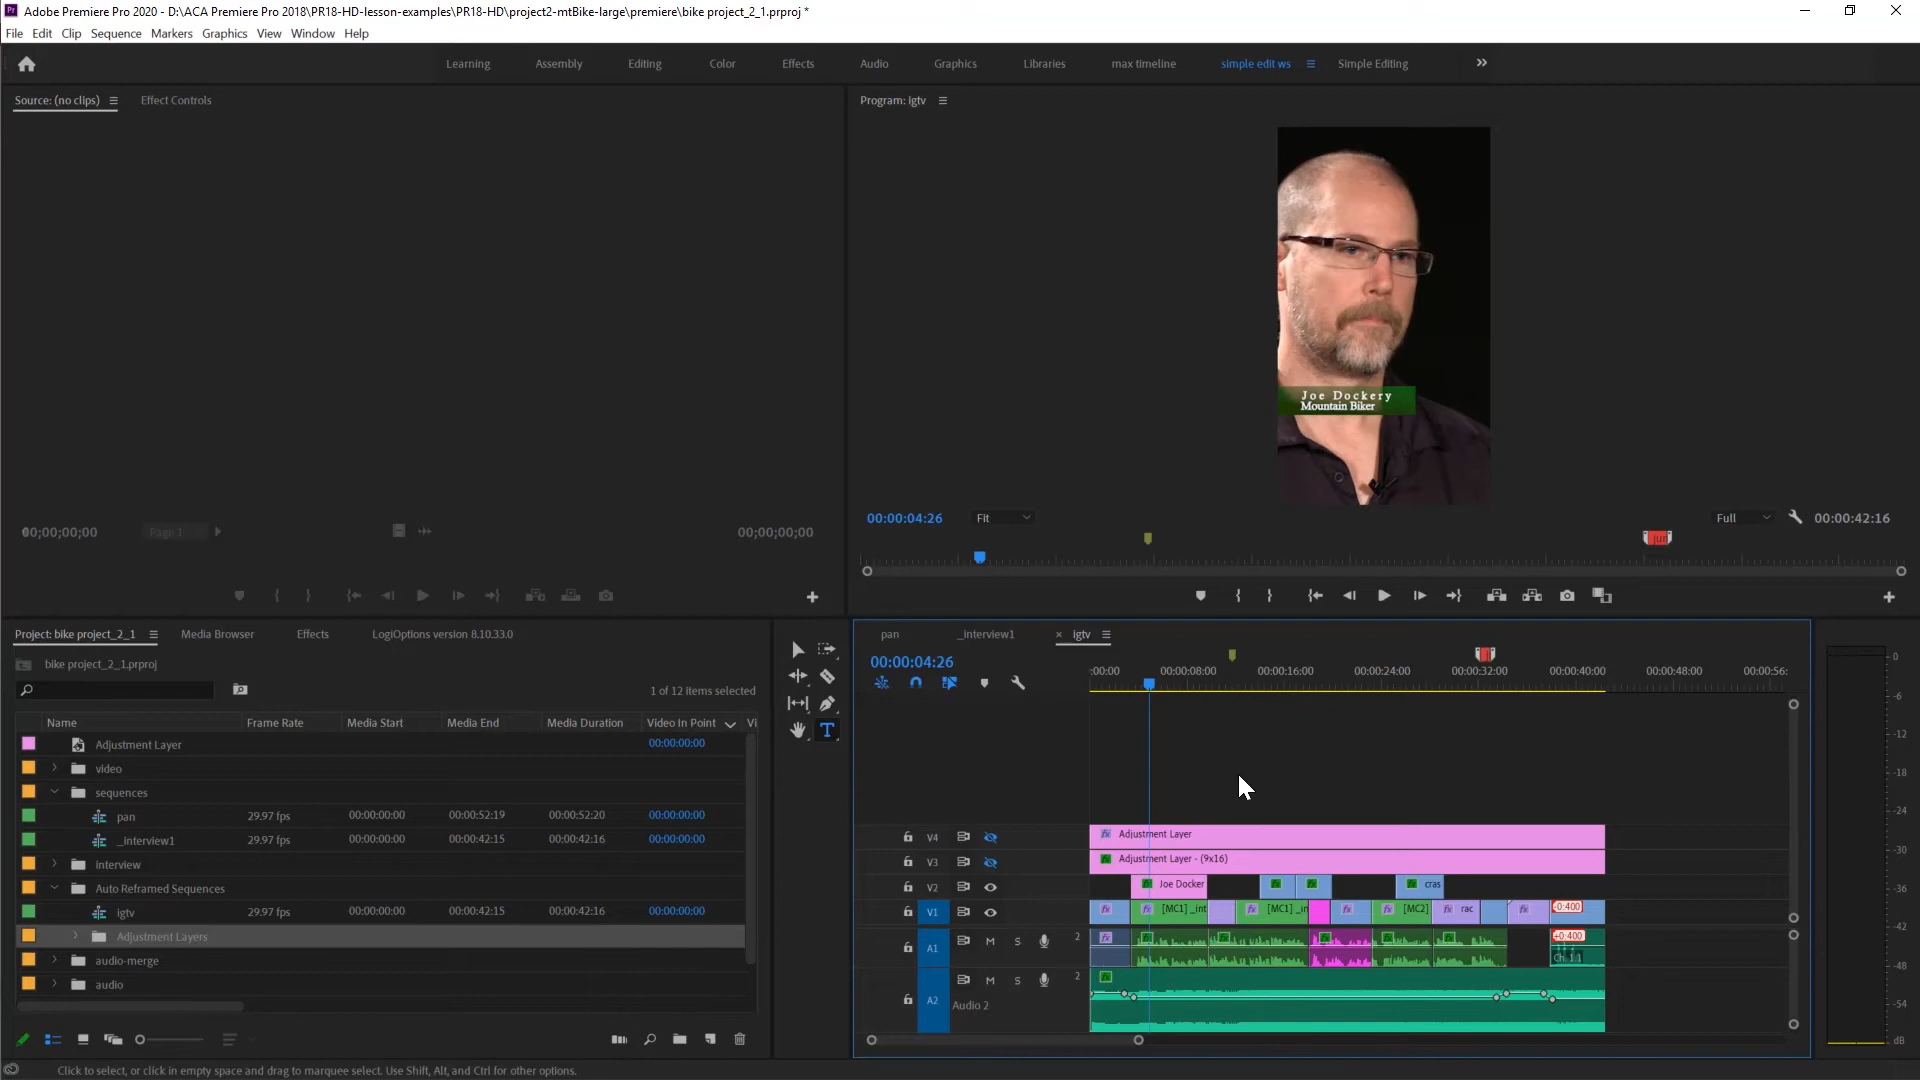 Adobe Premiere Pro 2020 - D:\ACA Premiere Pro 2018\PR18-HD-lesson-examples\PR18-HD\project2-mtBike-large\premiere\bike project_2_1.prproj *
File Edit Clip Sequence Markers Graphics View Window Help
Learning Assembly Editing Color Effects Audio Graphics Libraries max timeline simple edit ws Simple Editing
Source: (no clips) Effect Controls
Program: igtv
Joe Dockery
Mountain Biker
00:00:04:26 Fit Full 00:00:42:16
00;00;00;00 Page 1 00;00;00;00
Project: bike project_2_1 Media Browser Effects LogiOptions version 8.10.33.0
bike project_2_1.prproj
1 of 12 items selected
Name Frame Rate Media Start Media End Media Duration Video In Point Vi
Adjustment Layer 00:00:00:00
video
sequences
pan 29.97 fps 00:00:00:00 00:00:52:19 00:00:52:20 00:00:00:00
_interview1 29.97 fps 00:00:00:00 00:00:42:15 00:00:42:16 00:00:00:00
interview
Auto Reframed Sequences
igtv 29.97 fps 00:00:00:00 00:00:42:15 00:00:42:16 00:00:00:00
Adjustment Layers
audio-merge
audio
pan _interview1 igtv
00:00:04:26
:00:00 00:00:08:00 00:00:16:00 00:00:24:00 00:00:32:00 00:00:40:00 00:00:48:00 00:00:56:
V4 Adjustment Layer
V3 Adjustment Layer - (9x16)
V2 Joe Docker cras
V1 [MC1] _int [MC1] _in [MC2] rac -0:400
A1 M S 2 +0:400
Ch. 1
A2 M S 2
Audio 2
0
-6
-12
-18
-24
-30
-36
-42
-48
-54
dB
Click to select, or click in empty space and drag to marquee select. Use Shift, Alt, and Ctrl for other options.